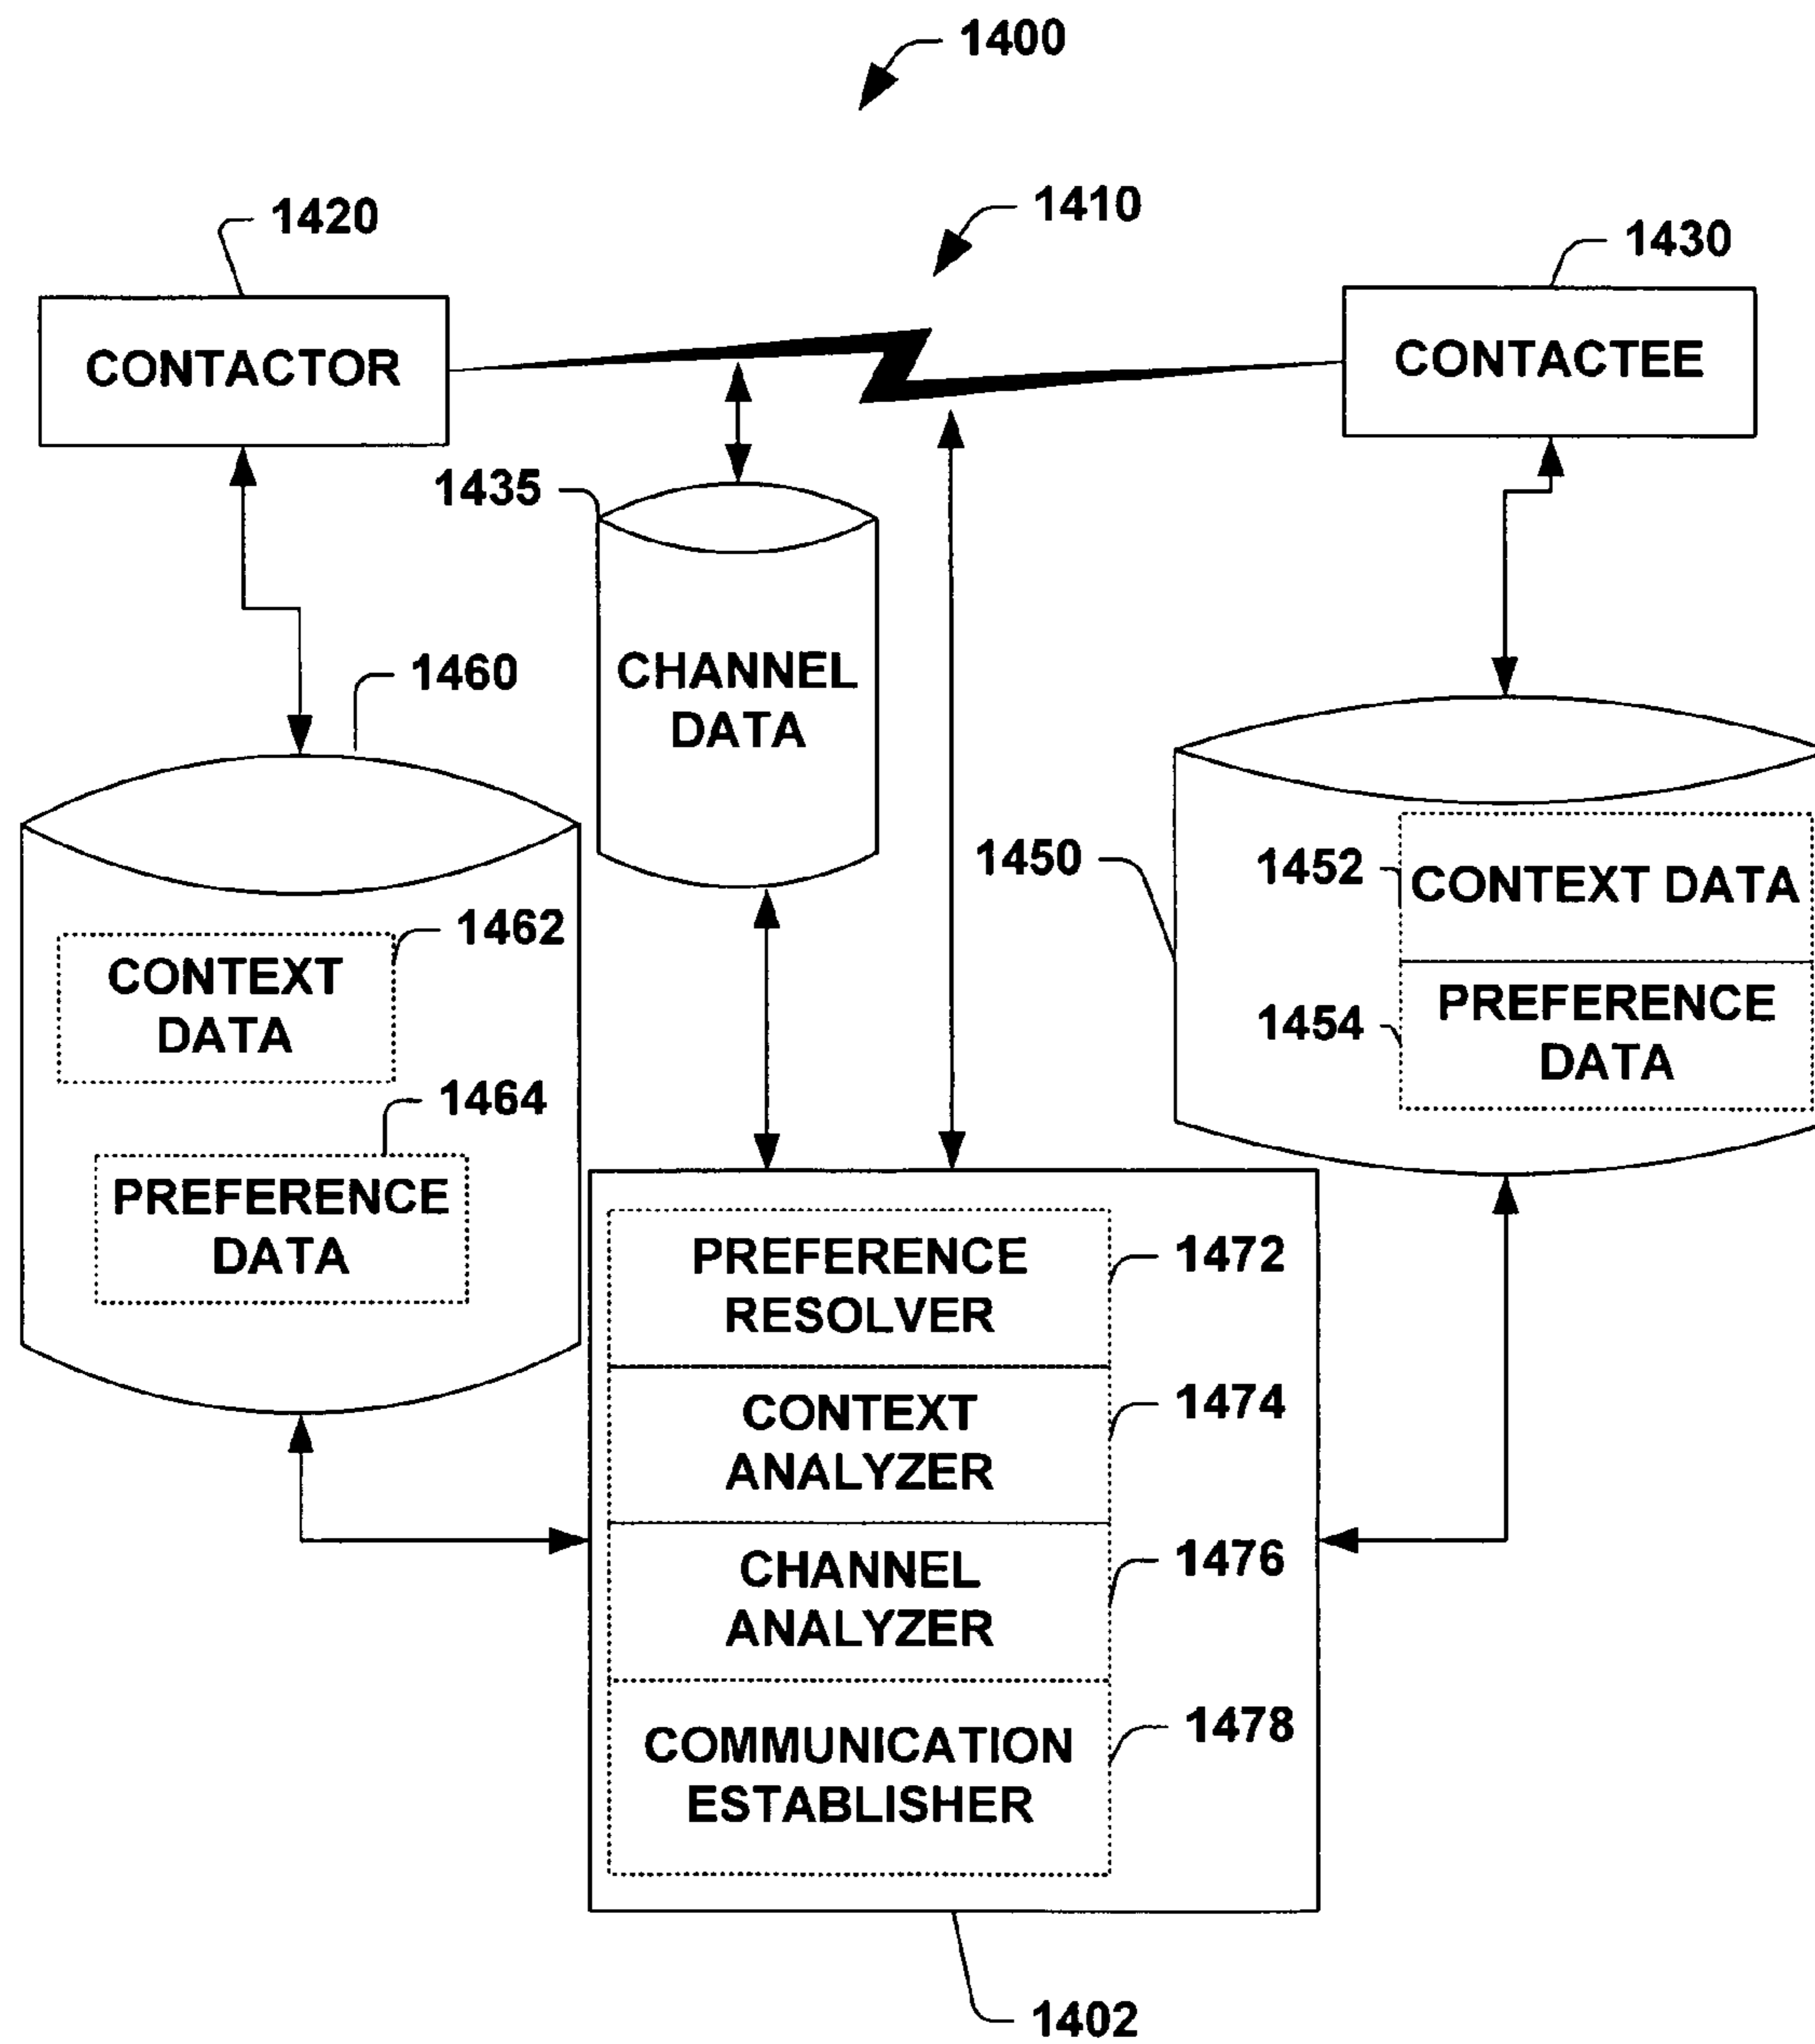 1400
1410
1420
1430
CONTACTOR
CONTACTEE
1435
CHANNEL
DATA
1460
1450
1452
CONTEXT DATA
1462
CONTEXT
DATA
1454
PREFERENCE
DATA
1464
PREFERENCE
DATA
PREFERENCE
RESOLVER
1472
CONTEXT
ANALYZER
1474
CHANNEL
ANALYZER
1476
COMMUNICATION
ESTABLISHER
1478
1402